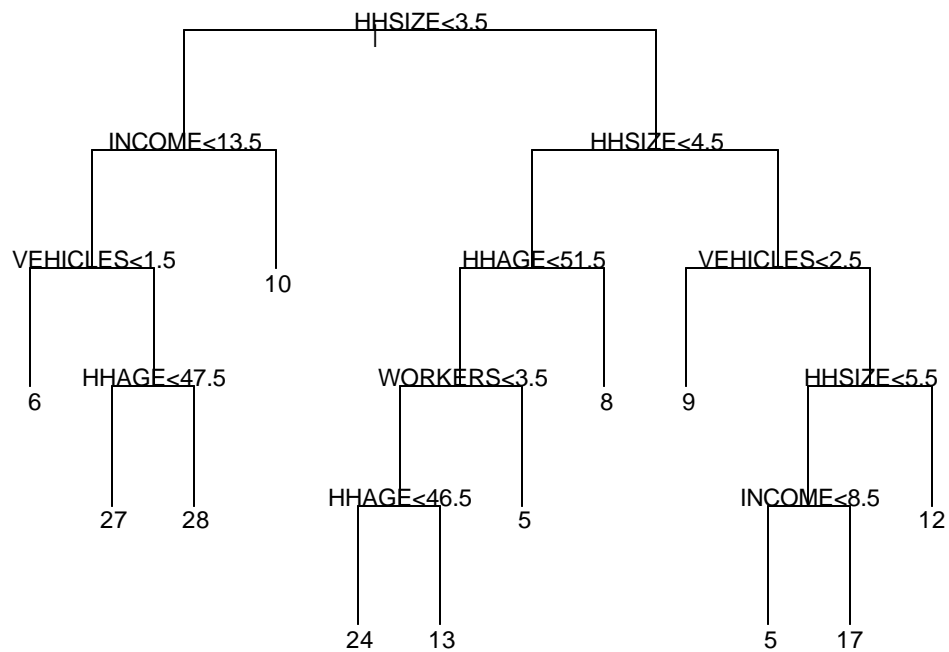 HHSIZE<3.5
INCOME<13.5
HHSIZE<4.5
VEHICLES<1.5
10
HHAGE<51.5
VEHICLES<2.5
6
HHAGE<47.5
WORKERS<3.5
8
9
HHSIZE<5.5
27
28
HHAGE<46.5
5
INCOME<8.5
12
24
13
5
17